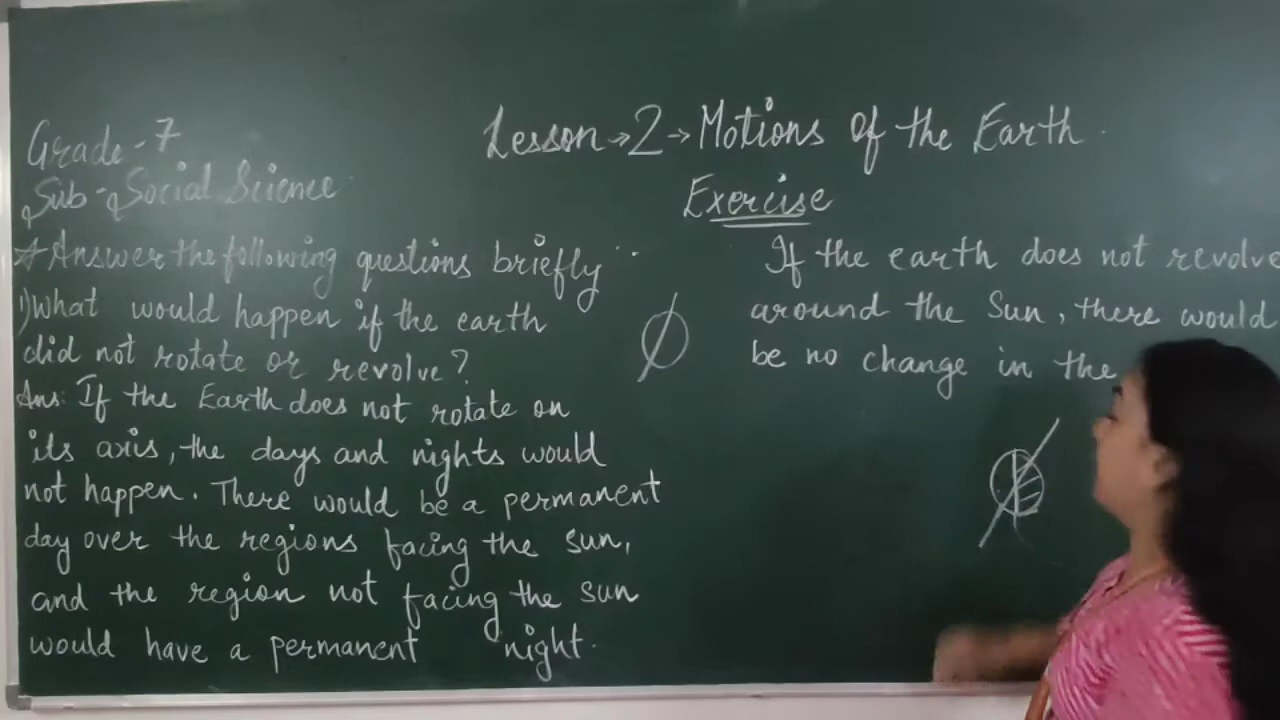 Grade-7
Sub-Social Science
Lesson→2→Motions of the Earth
Exercise
*Answer the following questions briefly
1)What would happen if the earth
did not rotate or revolve?
Ans: If the Earth does not rotate on
its axis, the days and nights would
not happen. There would be a permanent
day over the regions facing the sun,
and the region not facing the sun
would have a permanent night.
If the earth does not revolve
around the Sun, there would
be no change in the